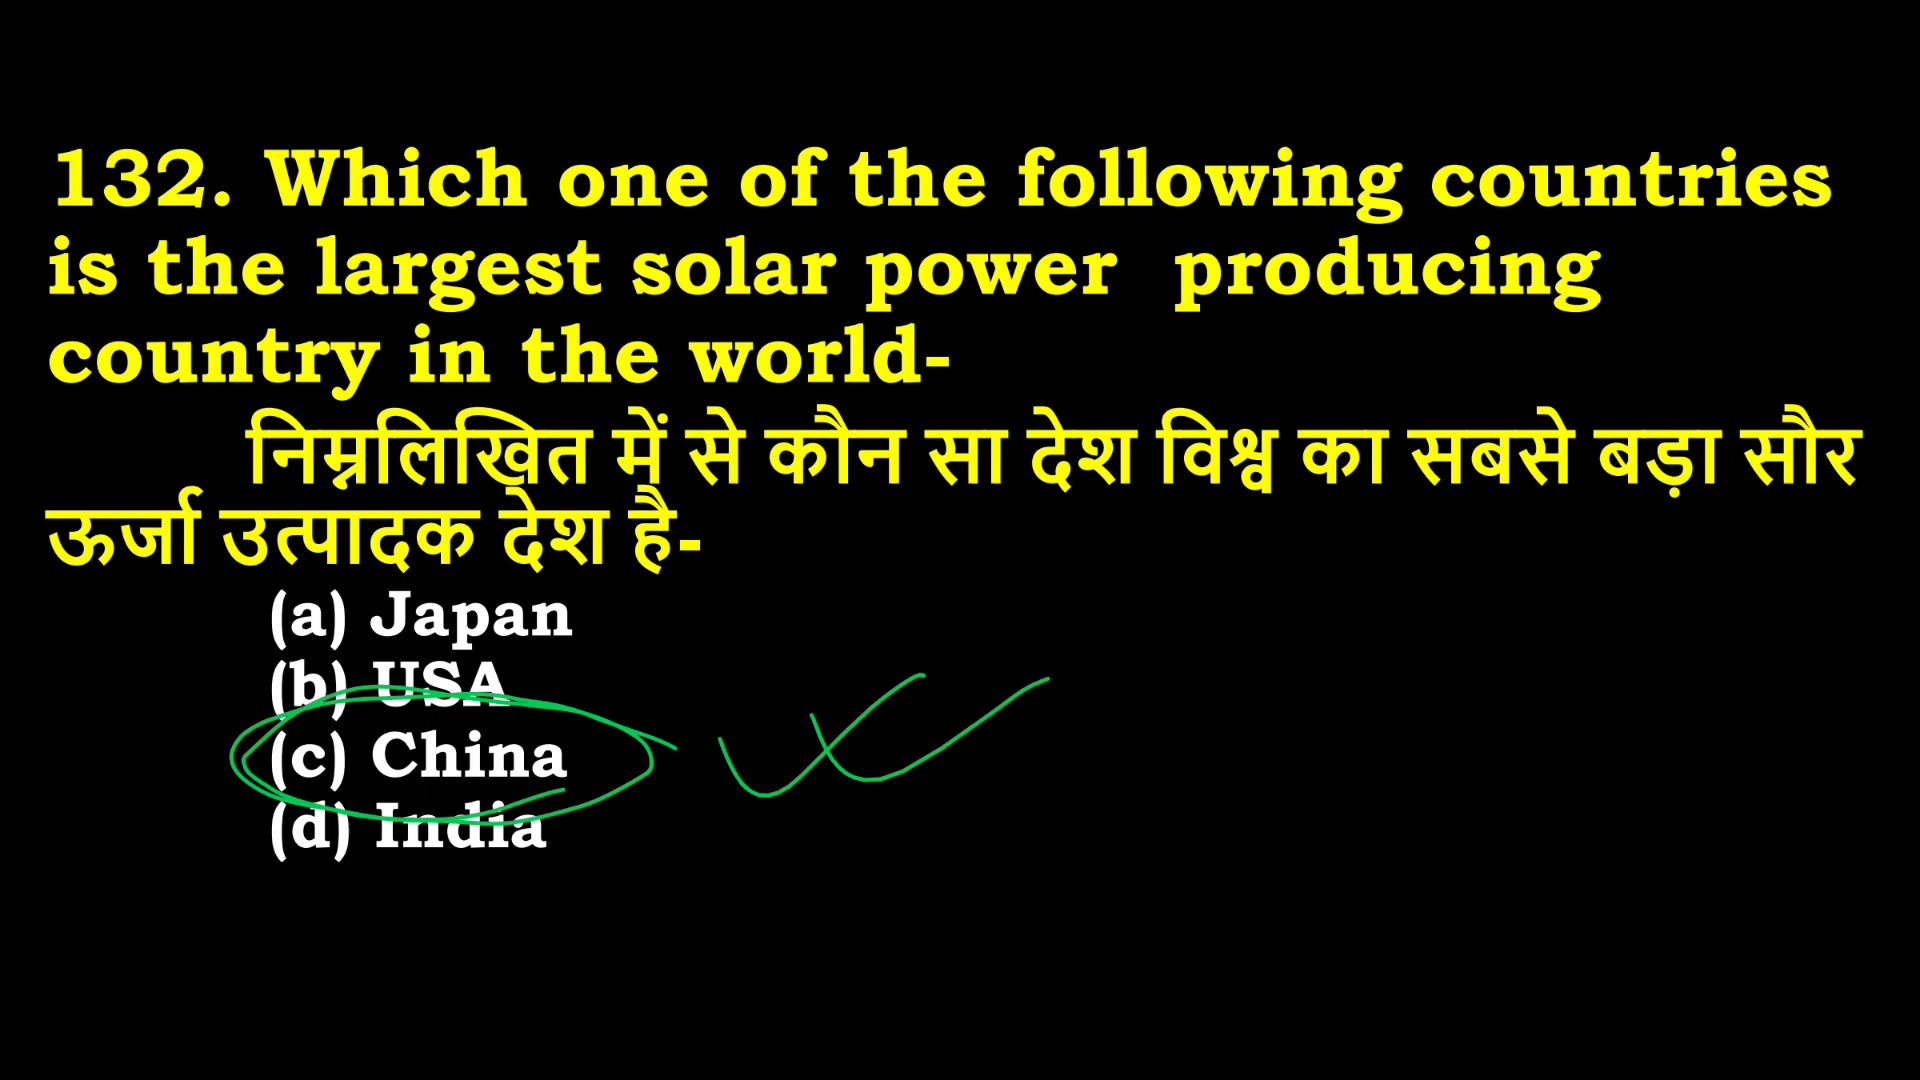 132. Which one of the following countries
is the largest solar power producing
country in the world-
निम्नलिखित में से कौन सा देश विश्व का सबसे बड़ा सौर
ऊर्जा उत्पादक देश है-
(a) Japan
(b) USA
(c) China
(d) India